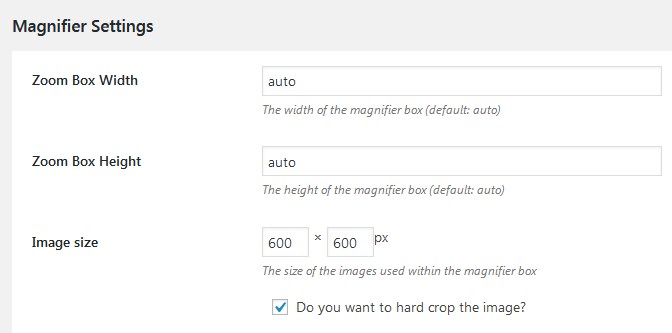 Magnifier Settings
Zoom Box Width auto
The width of the magnifier box (default: auto)
Zoom Box Height auto
The height of the magnifier box (default: auto)
Image size 600 × 600 px
The size of the images used within the magnifier box
Do you want to hard crop the image?